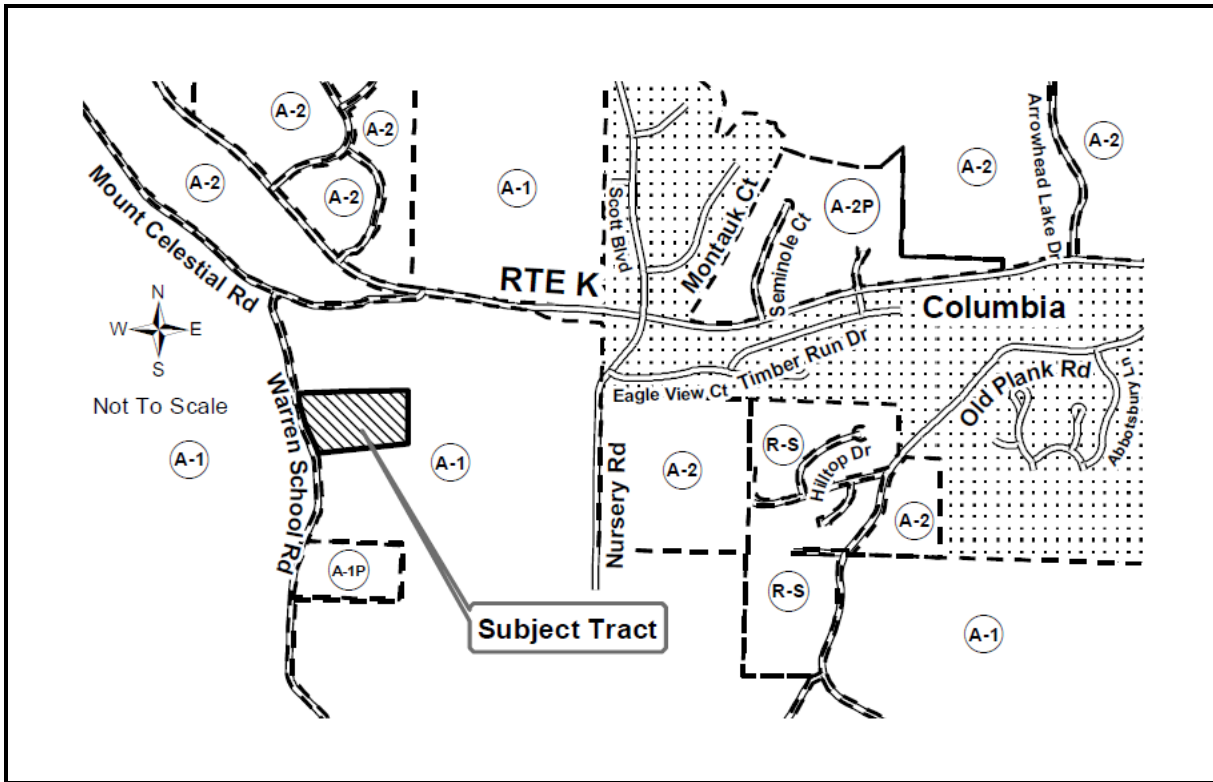 A-2
A-2
A-2
A-2
Mount Celestial Rd
A-1
RTE K
Scott Blvd
Montauk Ct
Seminole Ct
A-2P
A-2
Arrowhead Lake Dr
A-2
Columbia
N
W
E
S
Not To Scale
A-1
Warren School Rd
A-1
Eagle View Ct
Timber Run Dr
Old Plank Rd
Abbotsbury Ln
Nursery Rd
A-2
R-S
Hilltop Dr
A-2
A-1P
R-S
A-1
Subject Tract